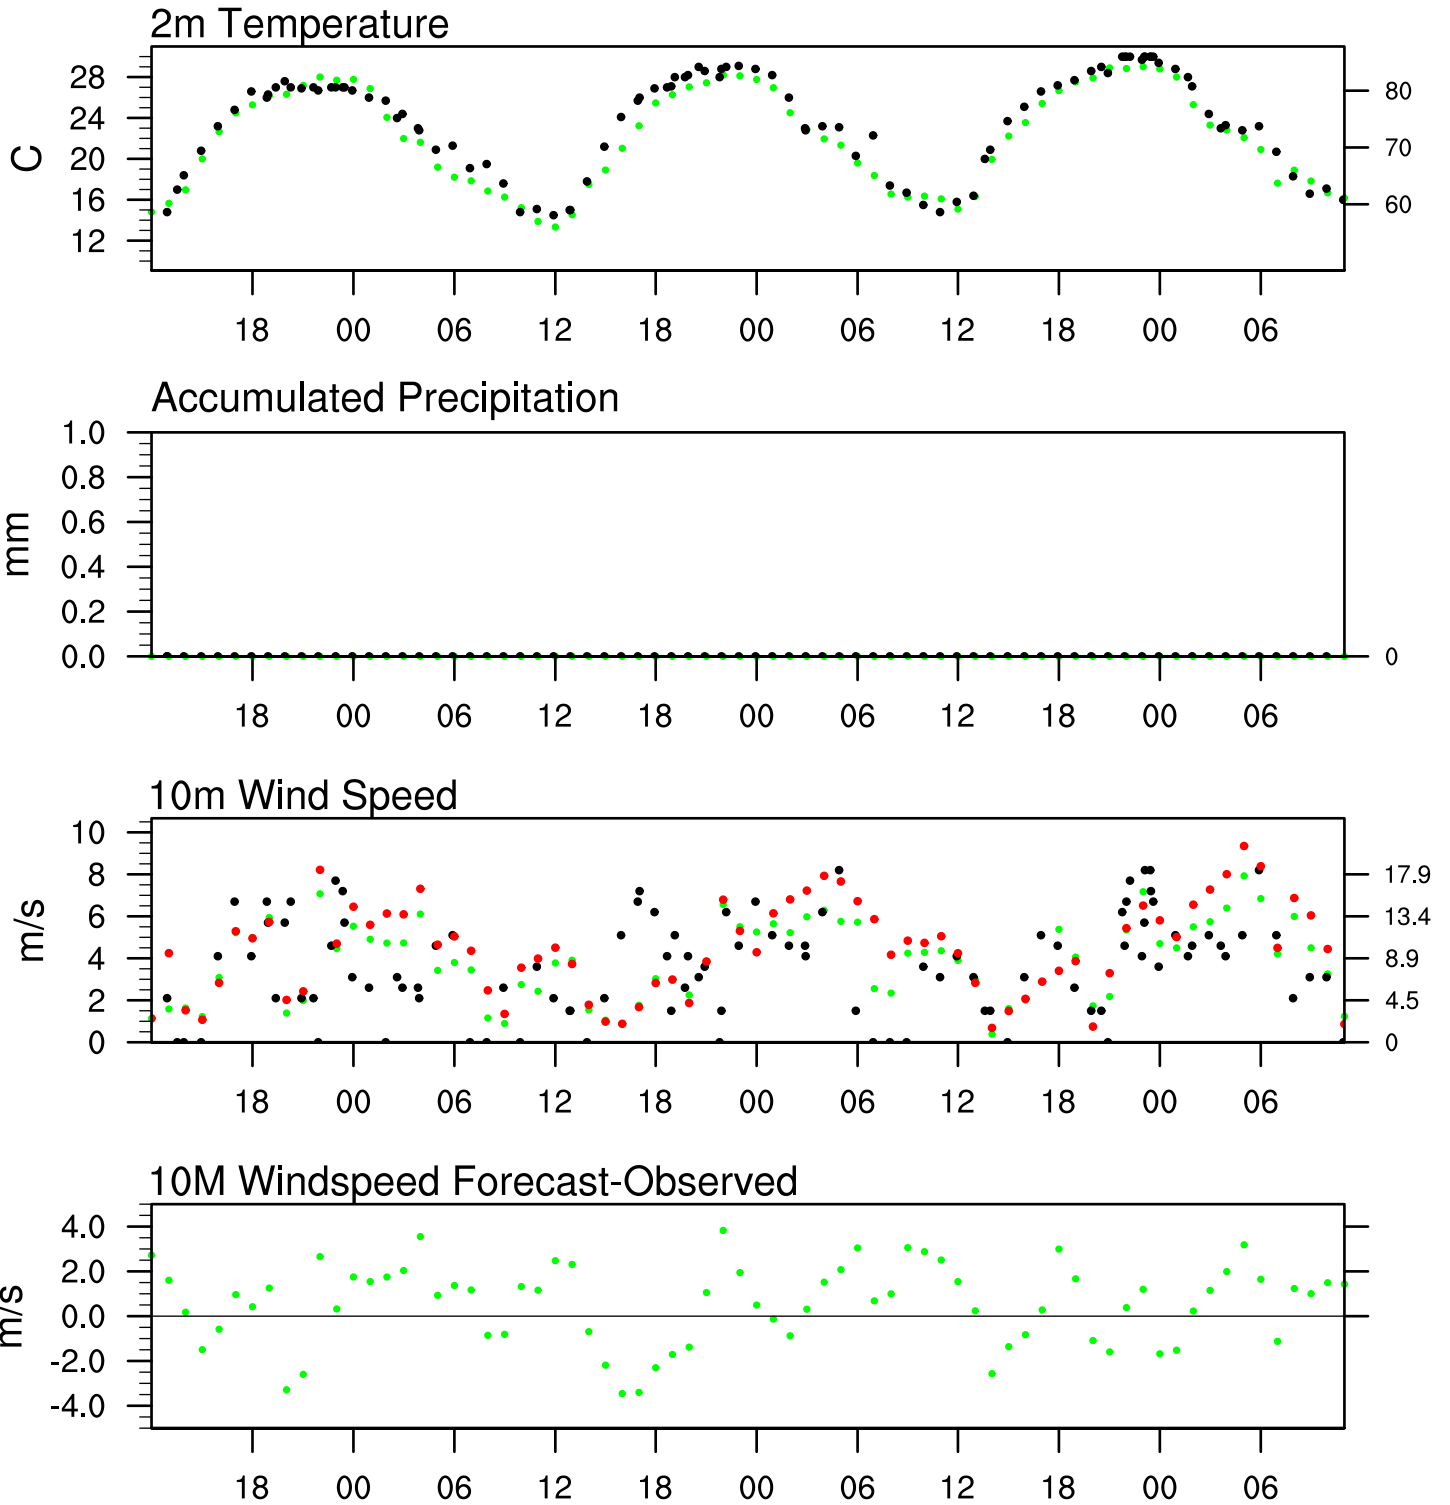 2m Temperature
28
24
20
16
12
C
80
70
60
18 00 06 12 18 00 06 12 18 00 06
Accumulated Precipitation
1.0
0.8
0.6
0.4
0.2
0.0
mm
0
18 00 06 12 18 00 06 12 18 00 06
10m Wind Speed
10
8
6
4
2
0
m/s
17.9
13.4
8.9
4.5
0
18 00 06 12 18 00 06 12 18 00 06
10M Windspeed Forecast-Observed
4.0
2.0
0.0
-2.0
-4.0
m/s
18 00 06 12 18 00 06 12 18 00 06